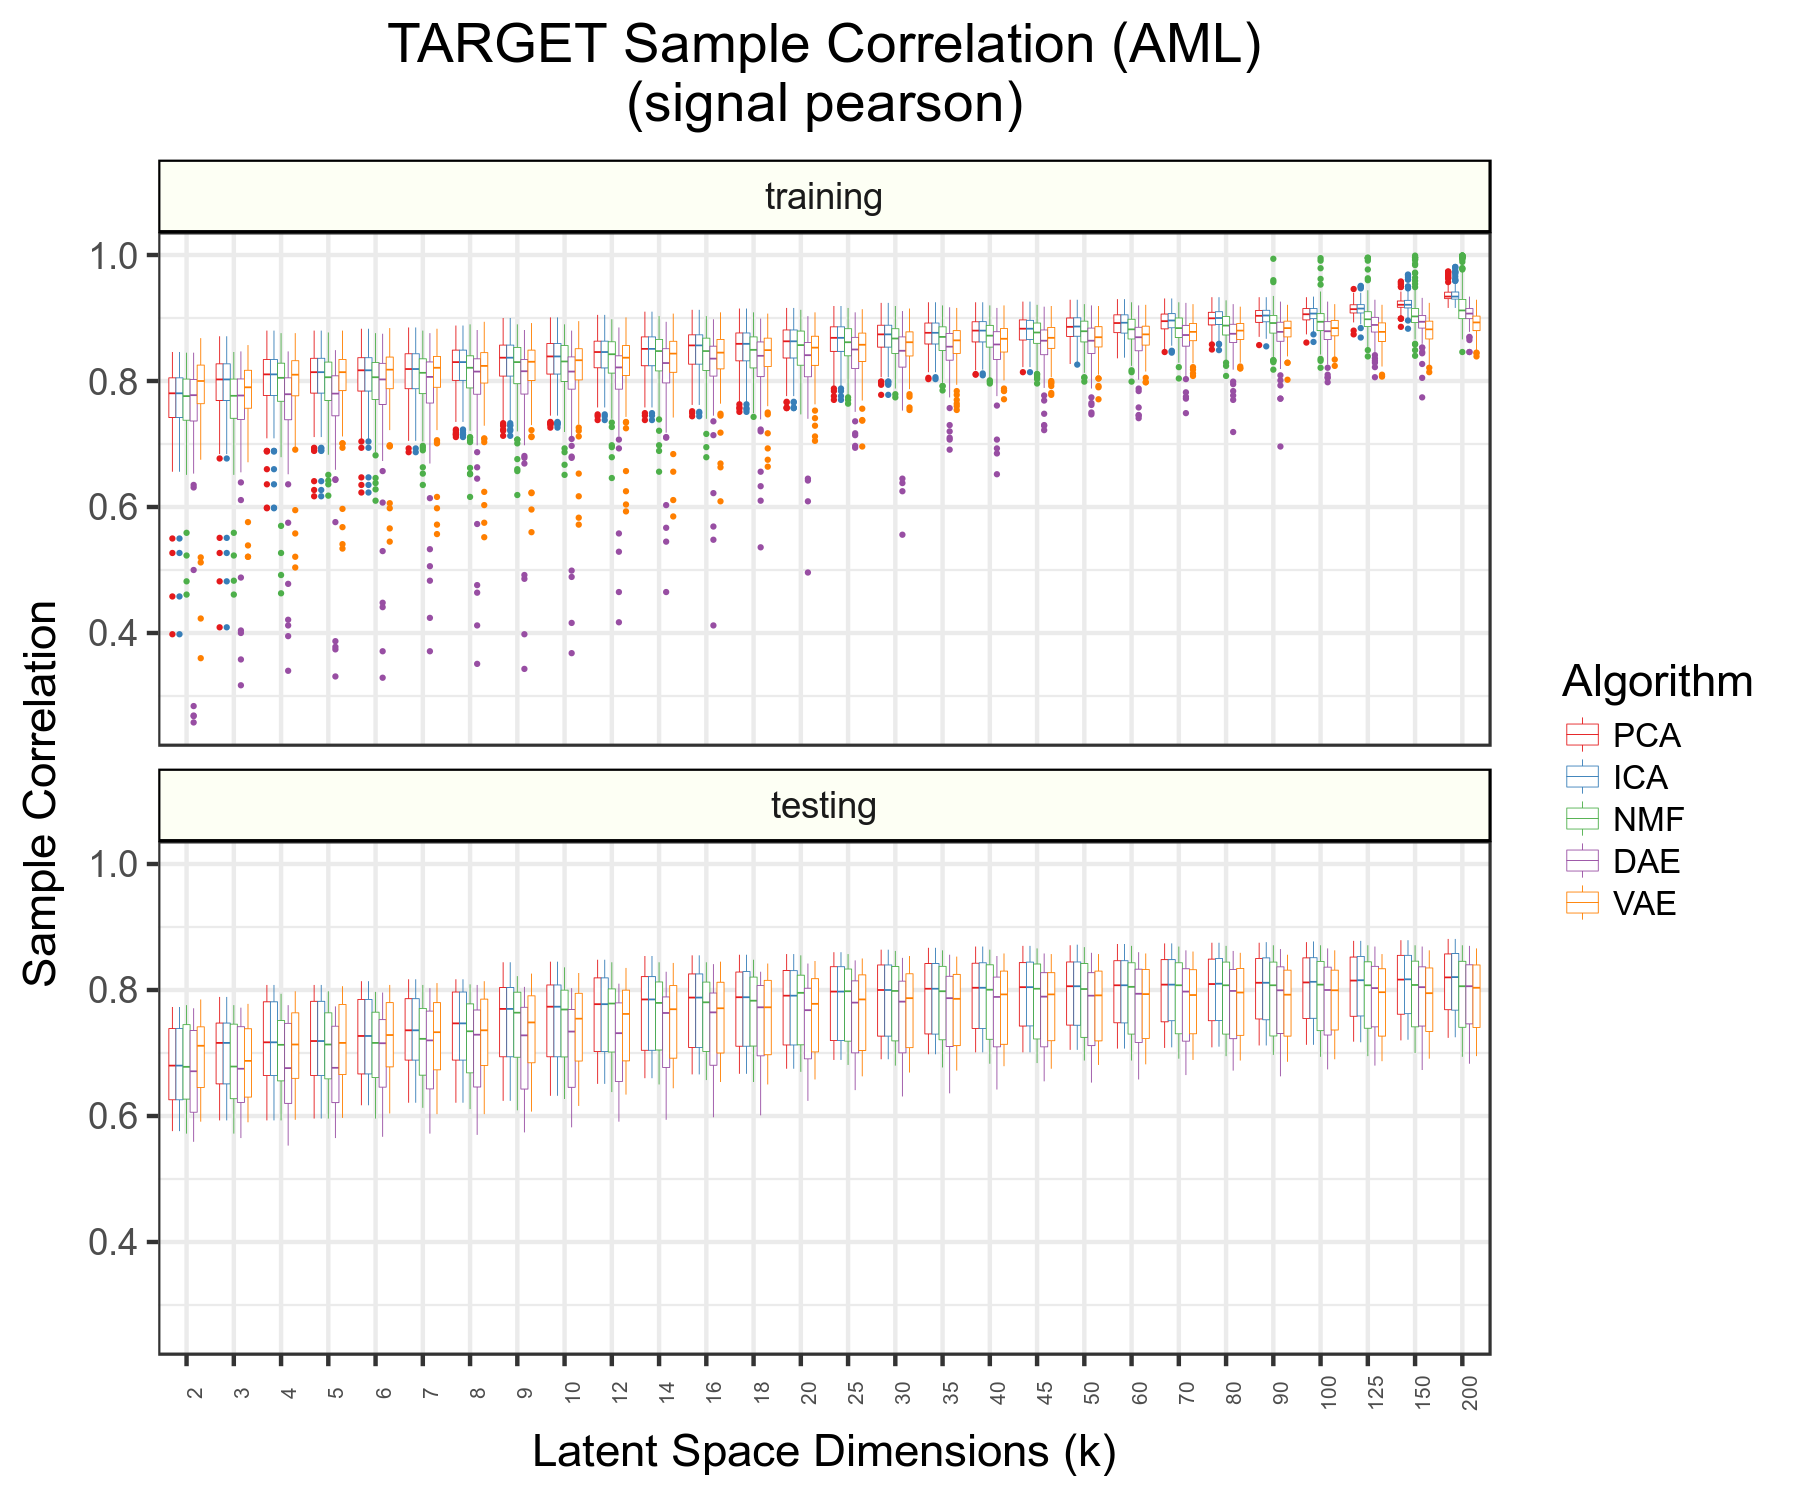 TARGET Sample Correlation (AML)
(signal pearson)
training
1.0
0.8
0.6
0.4
testing
1.0
0.8
0.6
0.4
Sample Correlation
2 3 4 5 6 7 8 9 10 12 14 16 18 20 25 30 35 40 45 50 60 70 80 90 100 125 150 200
Latent Space Dimensions (k)
Algorithm
PCA
ICA
NMF
DAE
VAE